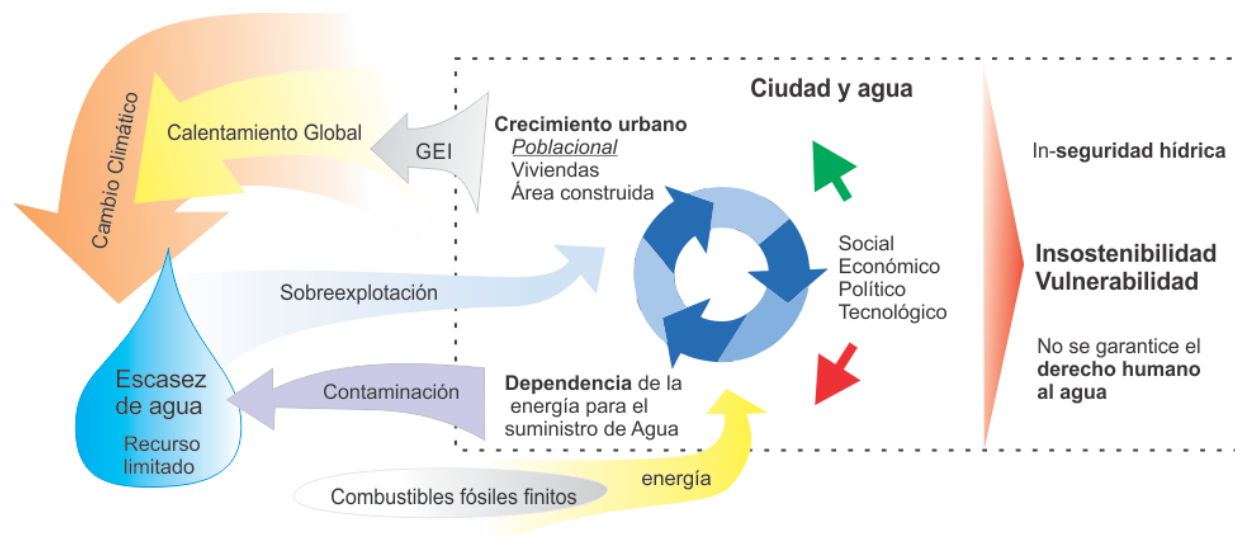 Cambio Climático
Calentamiento Global
GEI
Crecimiento urbano
Poblacional
Viviendas
Área construida
Ciudad y agua
Social
Económico
Político
Tecnológico
In-seguridad hídrica
Insostenibilidad
Vulnerabilidad
No se garantice el
derecho humano
al agua
Sobreexplotación
Escasez
de agua
Recurso
limitado
Contaminación
Dependencia de la
energía para el
suministro de Agua
energía
Combustibles fósiles finitos